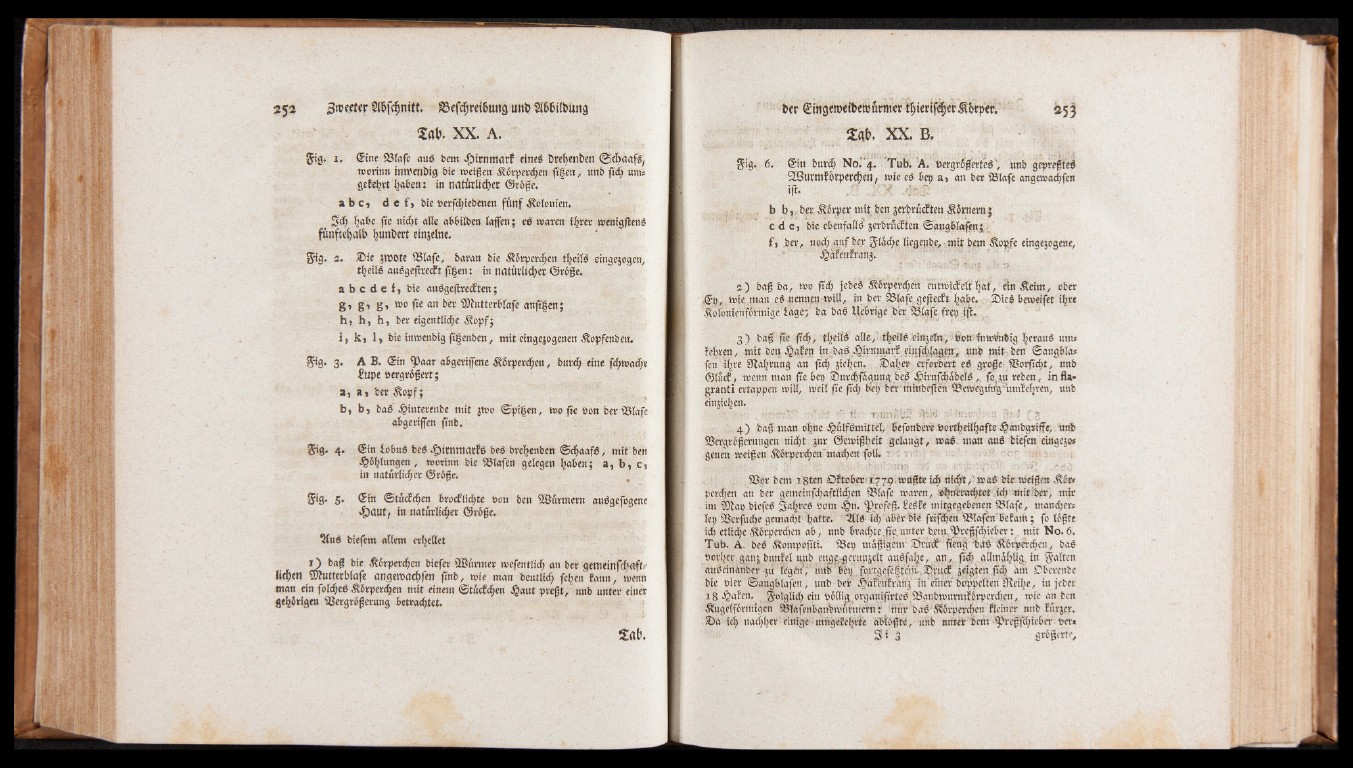 252 Zweeter Abschnitt. Beschreibung und Abbildung
Tab. XX. A.
Fig. 1. Eine Blase aus dem Hirnmark eines drehenden Schaafs,
worinn inwendig die weißen Körperchen sitzen, und sich um-
gekehrt haben: in natürlicher Größe.
a b c, d e f, die verschiedenen fünf Kolonien.
Ich habe sie nicht alle abbilden lassen; es waren ihrer wenigstens
fünftehalb hundert einzelne.
Fig. 2. Die zwote Blase, daran die Körperchen theils eingezogen,
theils ausgestreckt sitzen: in natürlicher Größe.
a b c d e f, die ausgestreckten;
g, g, g, wo sie an der Mutterblase ansitzen;
h, h, h, der eigentliche Kopf;
i, k, l, die inwendig sitzenden, mit eingezogenen Kopfenden.
Fig. 3. A B. Ein Paar abgerissene Körperchen, durch eine schwache
Lupe vergrößert;
a, a, der Kopf;
b, b, das Hinterende mit zwo Spitzen, wo sie von der Blase
abgerissen sind.
Fig. 4. Ein Lobus des Hirnmarks des drehenden Schaafs, mit den
Höhlungen, worinn die Blasen gelegen haben; a, b, c,
in natürlicher Größe.
Fig. 5. Ein Stückchen brocklichte von den Würmern ausgesogene
Haut, in natürlicher Größe.
Aus diesem allem erhellet
1) daß die Körperchen dieser Würmer wesentlich an der gemeinschaft-
lichen Mutterblase angewachsen sind, wie man deutlich sehen kann, wenn
man ein solches Körperchen mit einem Stückchen Haut preßt, und unter einer
gehörigen Vergrößerung betrachtet.
Tab.
der Eingeweidewürmer thierischer Körper. 253
Tab. XX. B.
Fig. 6. Ein durch No. 4. Tub. A. vergrößertes, und gepreßtes
Wurmkörperchen, wie es bey a, an der Blase angewachsen
ist.
b b, der Körper mit den zerdrückten Körnern;
c d e, die ebenfalls zerdrückten Saugblasen;
f, der, noch auf der Fläche liegende, mit dem Kopfe eingezogene,
Häkenkranz.
2) daß da, wo sich jedes Körperchen entwickelt hat, ein Keim, oder
Ey, wie man es nennen will, in der Blase gesteckt habe. Dies beweiset ihre
Kolonienförmige Lage; da das Uebrige der Blase frey ist.
3) daß sie sich, theils alle, theils einzeln, von inwendig heraus um-
kehren, mit den Haken in das Hirnmark einschlagen, und mit den Saugbla-
sen ihre Nahrung an sich ziehen. Daher erfordert es große Vorsicht, und
Glück, wenn man sie bey Durchsägung des Hirnschädels, so zu reden, in fla-
granti ertappen will, weil sie sich bey der mindesten Bewegung umkehren, und
einziehen.
4) daß man ohne Hülfsmittel, besondere vortheilhafte Handgriffe, und
Vergrößerungen nicht zur Gewißheit gelangt, was man aus diesen eingezo-
genen weißen Körperchen machen soll.
Vor dem 18ten Oktober 1779 wußte ich nicht, was die weißen Kör-
perchen an der gemeinschaftlichen Blase waren, ohnerachtet ich mit der, mir
im May dieses Jahres vom Hn. Profeß. Leske mitgegebenen Blase, mancher-
ley Versuche gemacht hatte. Als ich aber die frischen Blasen bekam; so lößte
ich etliche Körperchen ab, und brachte sie unter dem Preßschieber: mit No. 6.
Tub. A. des Kompositi. Bey mäßigem Druck fieng das Körperchen, das
vorher ganz dunkel und enge gerunzelt aussahe, an, sich allmählig in Falten
auseinander zu legen, und bey fortgesetztem Druck zeigten sich am Oberende
die vier Saugblasen, und der Hakenkranz in einer doppelten Reihe, in jeder
18 Haken. Folglich ein völlig organisirtes Bandwurmkörperchen, wie an den
Kugelförmigen Blasenbandwürmern: nur das Körperchen kleiner und kürzer.
Da ich nachher einige umgekehrte ablößte, und unter dem Preßschieber ver-
Ii 3 größerte,